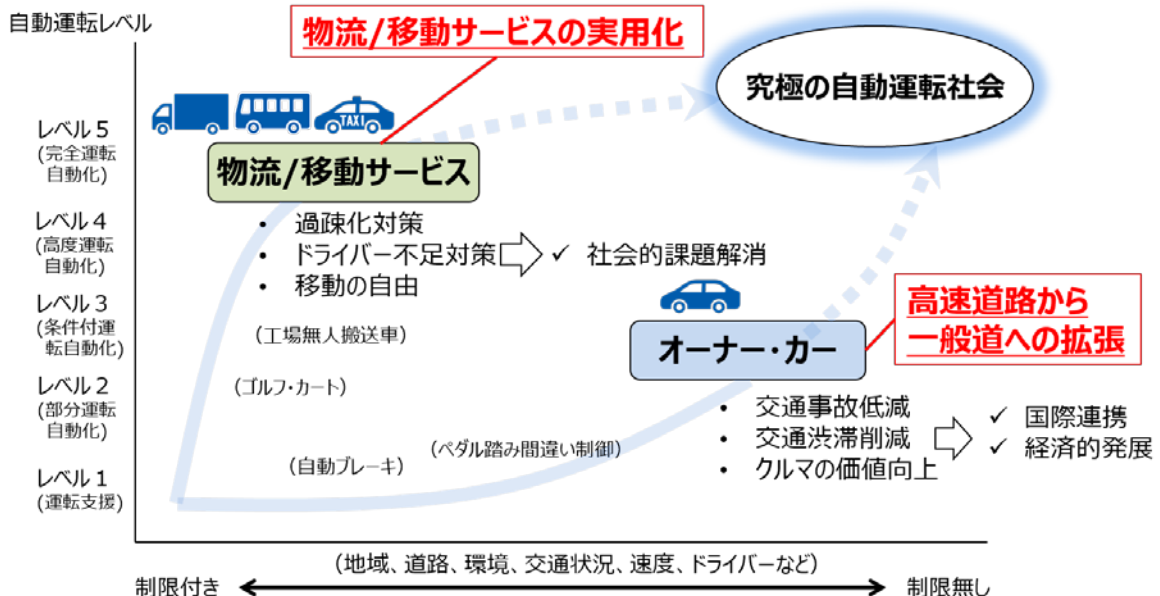 自動運転レベル
物流/移動サービスの実用化
究極の自動運転社会
TAXI
レベル5
(完全運転
自動化)
物流/移動サービス
レベル4
(高度運転
自動化)
• 過疎化対策
• ドライバー不足対策
• 移動の自由
✓ 社会的課題解消
レベル3
(条件付運
転自動化)
(工場無人搬送車)
オーナー・カー
高速道路から
一般道への拡張
レベル2
(部分運転
自動化)
(ゴルフ・カート)
(自動ブレーキ)
(ペダル踏み間違い制御)
• 交通事故低減
• 交通渋滞削減
• クルマの価値向上
✓ 国際連携
✓ 経済的発展
レベル1
(運転支援)
(地域、道路、環境、交通状況、速度、ドライバーなど)
制限付き
制限無し